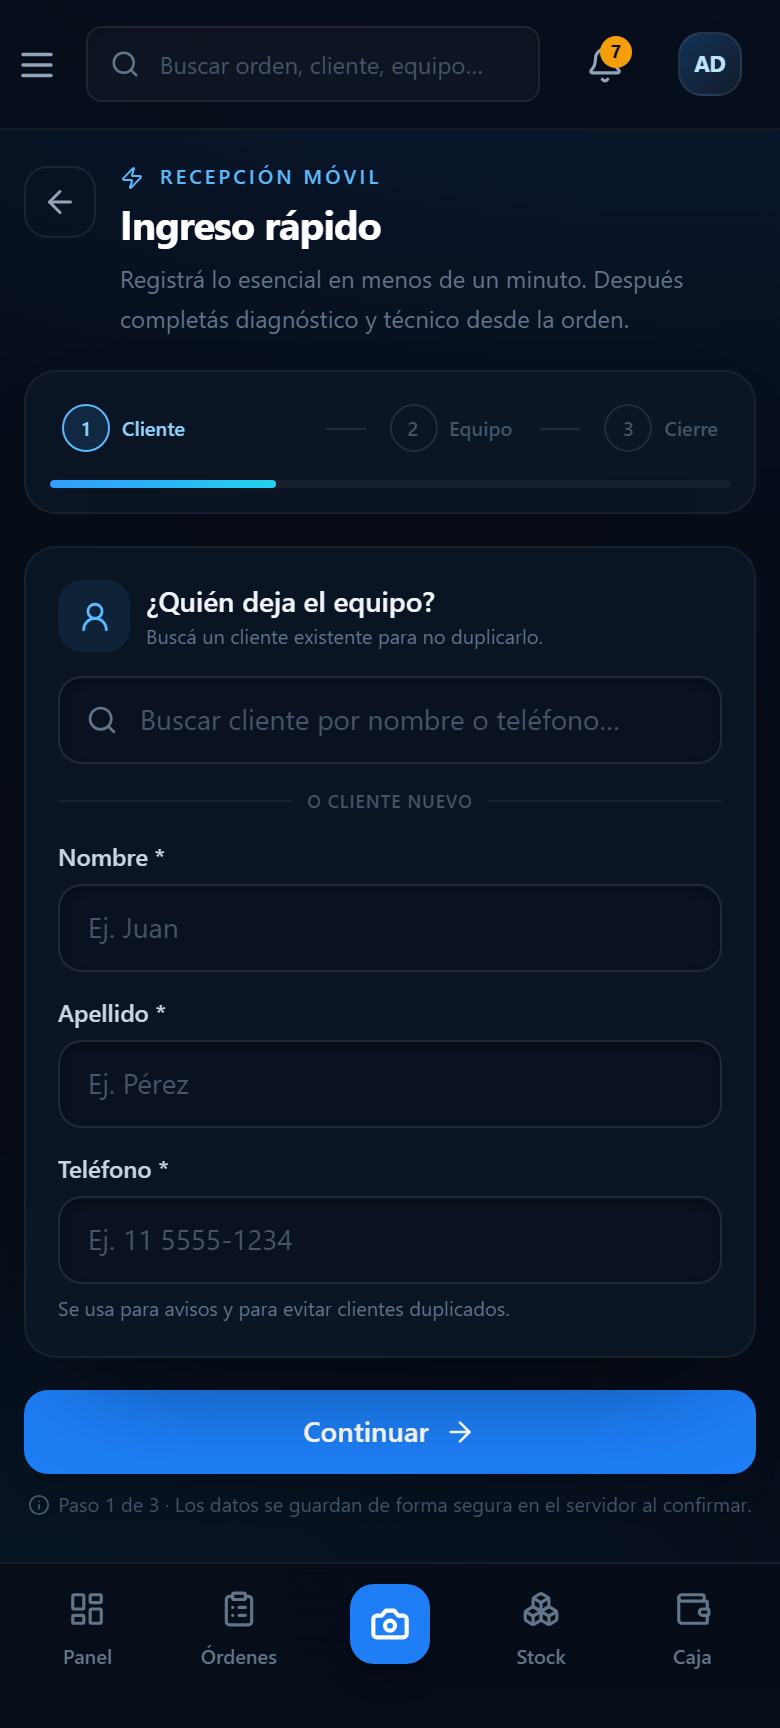 Buscar orden, cliente, equipo...
7
AD
RECEPCIÓN MÓVIL
Ingreso rápido
Registrá lo esencial en menos de un minuto. Después
completás diagnóstico y técnico desde la orden.
1 Cliente
2 Equipo
3 Cierre
¿Quién deja el equipo?
Buscá un cliente existente para no duplicarlo.
Buscar cliente por nombre o teléfono...
O CLIENTE NUEVO
Nombre *
Ej. Juan
Apellido *
Ej. Pérez
Teléfono *
Ej. 11 5555-1234
Se usa para avisos y para evitar clientes duplicados.
Continuar
Paso 1 de 3 · Los datos se guardan de forma segura en el servidor al confirmar.
Panel
Órdenes
Stock
Caja